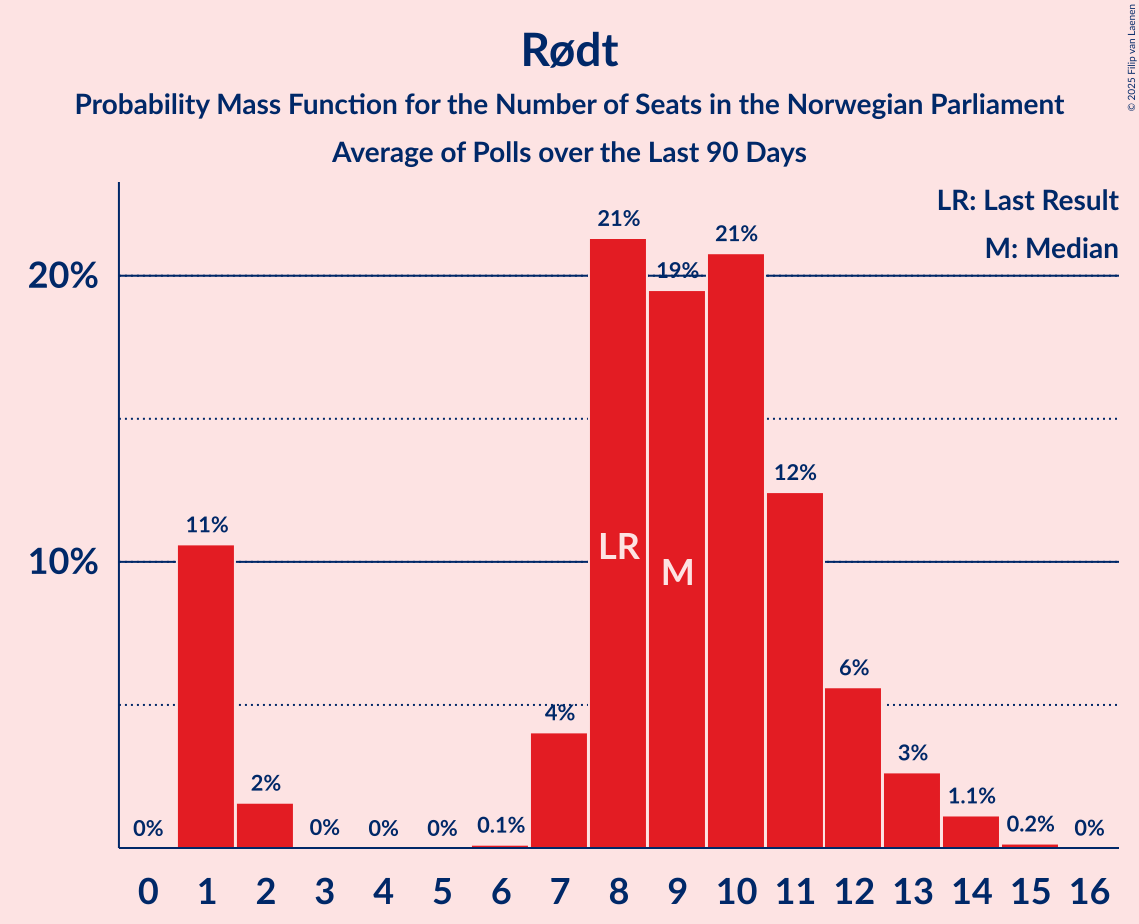 Rødt
Probability Mass Function for the Number of Seats in the Norwegian Parliament
Average of Polls over the Last 90 Days
© 2025 Filip van Laenen
LR: Last Result
M: Median
20%
10%
0%
11%
2%
0%
0%
0%
0.1%
4%
21%
19%
21%
12%
6%
3%
1.1%
0.2%
0%
LR
M
0 1 2 3 4 5 6 7 8 9 10 11 12 13 14 15 16